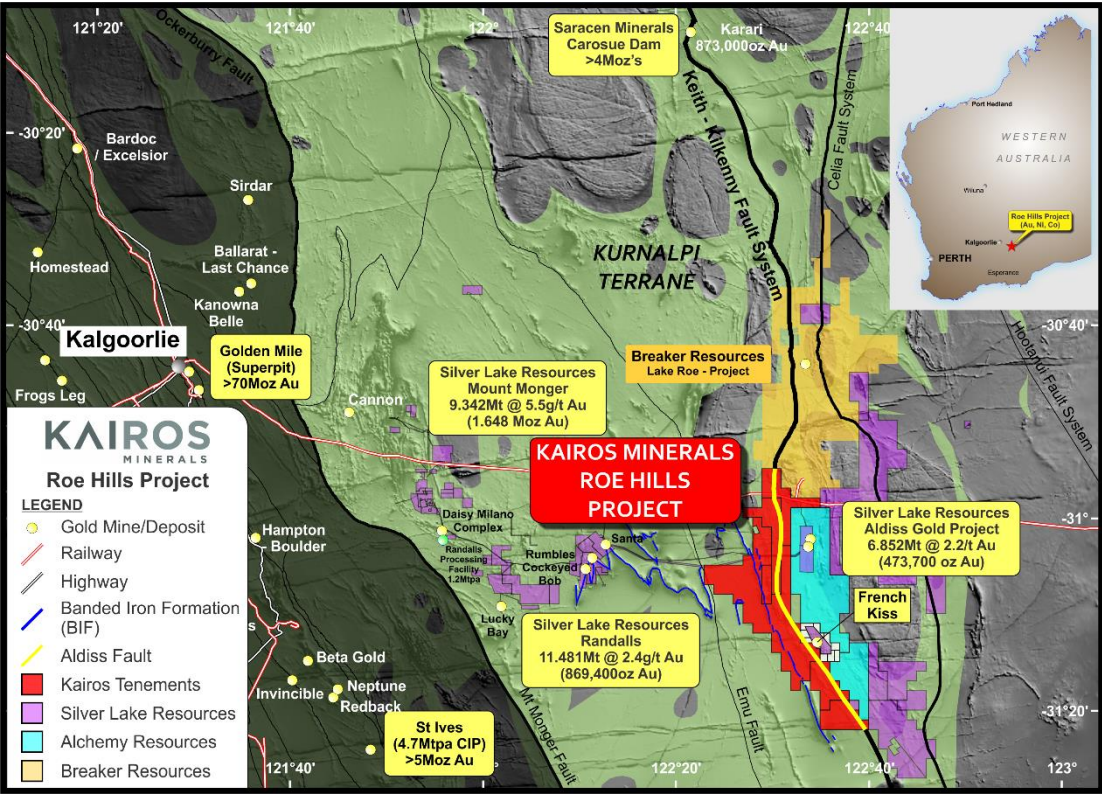 121°20'
122°
122°40'
Ockerburry Fault
Saracen Minerals
Carosue Dam
>4Moz's
Karari
873,000oz Au
Keith - Kilkenny Fault System
Celia Fault System
Port Hedland
WESTERN
AUSTRALIA
Wiluna
Roe Hills Project
(Au, NI, Co)
Kalgoorlie
PERTH
Esperance
-30°20'
Bardoc
/ Excelsior
Sirdar
Homestead
Ballarat -
Last Chance
Kanowna
Belle
KURNALPI
TERRANE
-30°40'
-30°40'
Hootanui Fault System
Kalgoorlie
Golden Mile
(Superpit)
>70Moz Au
Frogs Leg
Cannon
Silver Lake Resources
Mount Monger
9.342Mt @ 5.5g/t Au
(1.648 Moz Au)
Breaker Resources
Lake Roe - Project
KAIROS MINERALS
ROE HILLS
PROJECT
Silver Lake Resources
Aldiss Gold Project
6.852Mt @ 2.2/t Au
(473,700 oz Au)
-31°
Daisy Milano
Complex
Randalls
Processing
Facility
1.2Mtpa
Santa
Rumbles
Cockeyed
Bob
Lucky
Bay
French
Kiss
Silver Lake Resources
Randalls
11.481Mt @ 2.4g/t Au
(869,400oz Au)
Hampton
Boulder
s
Beta Gold
Invincible
Neptune
Redback
St Ives
(4.7Mtpa CIP)
>5Moz Au
Mt Monger Fault
Emu Fault
-31°20'
121°40'
122°20'
122°40'
123°
KAIROS
MINERALS
Roe Hills Project
LEGEND
Gold Mine/Deposit
Railway
Highway
Banded Iron Formation
(BIF)
Aldiss Fault
Kairos Tenements
Silver Lake Resources
Alchemy Resources
Breaker Resources